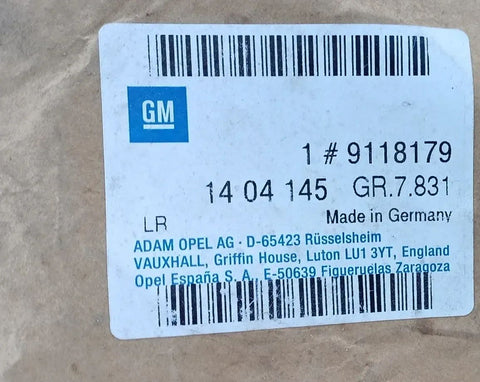 GM
1 # 9118179
14 04 145 GR.7.831
LR Made in Germany
ADAM OPEL AG · D-65423 Rüsselsheim
VAUXHALL, Griffin House, Luton LU1 3YT, England
Opel España S. A. E-50639 Figueruelas Zaragoza